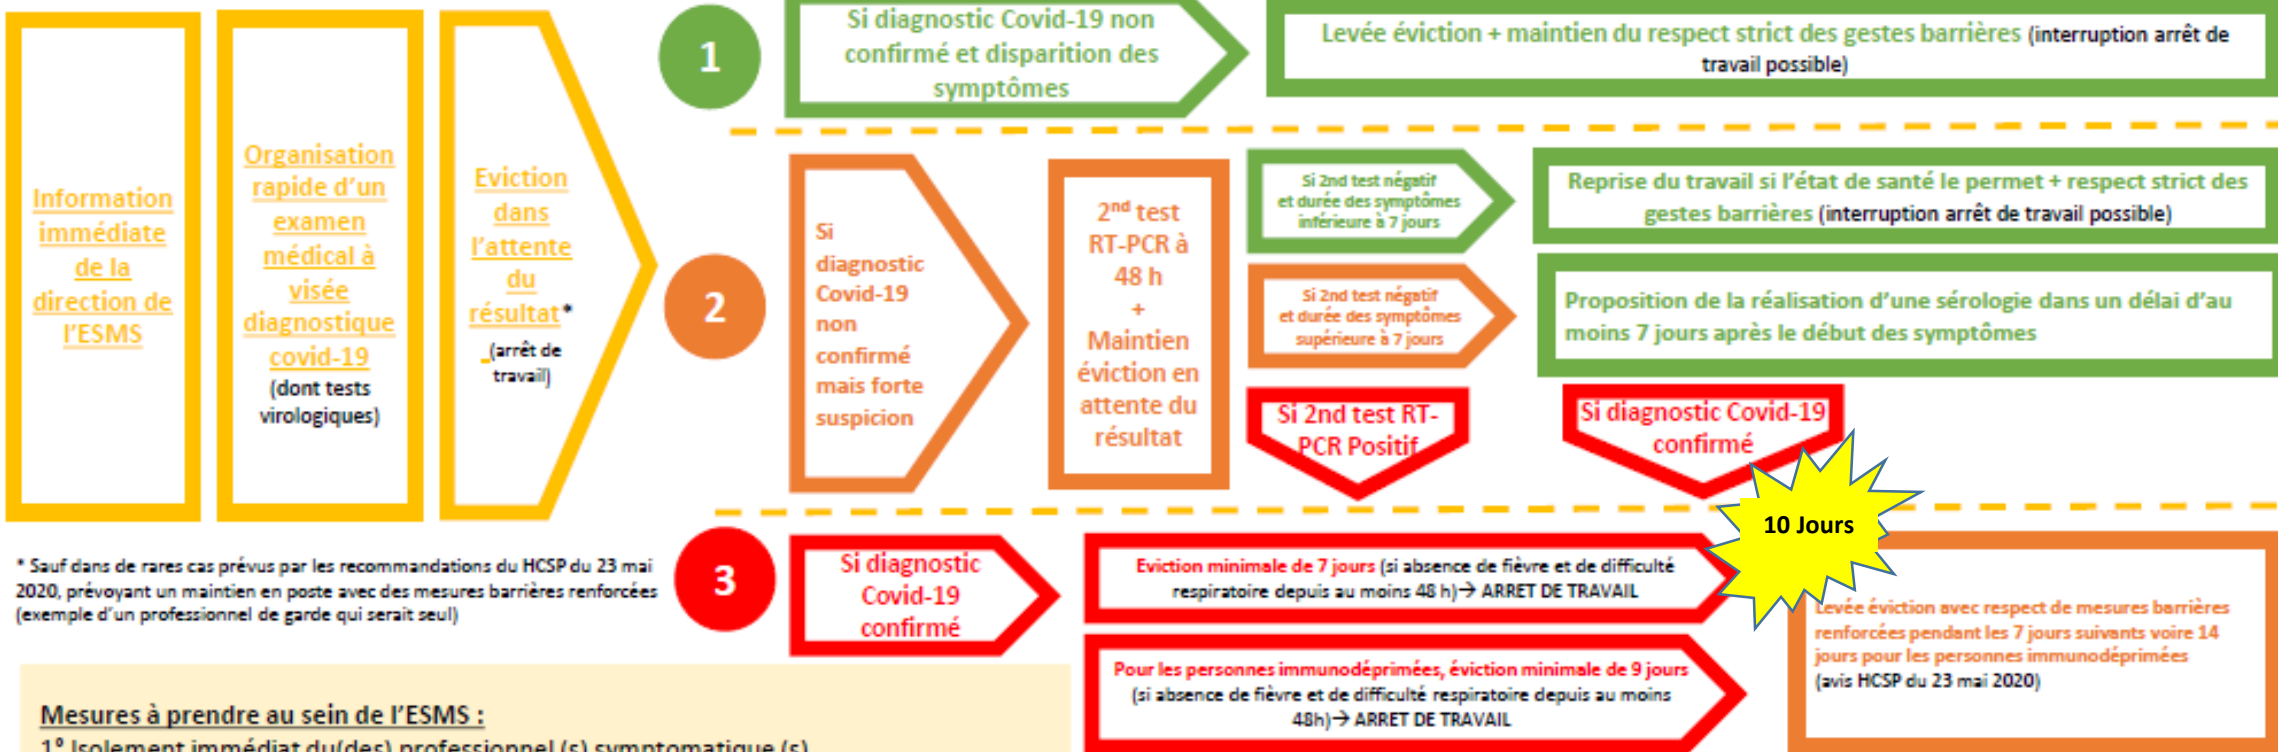 Information
immédiate
de la
direction de
l'ESMS
Organisation
rapide d'un
examen
médical à
visée
diagnostique
covid-19
(dont tests
virologiques)
Eviction
dans
l'attente
du
résultat*
(arrêt de
travail)
1
Si diagnostic Covid-19 non
confirmé et disparition des
symptômes
Levée éviction + maintien du respect strict des gestes barrières (interruption arrêt de
travail possible)
2
Si
diagnostic
Covid-19
non
confirmé
mais forte
suspicion
2nd test
RT-PCR à
48 h
+
Maintien
éviction en
attente du
résultat
Si 2nd test négatif
et durée des symptômes
inférieure à 7 jours
Reprise du travail si l'état de santé le permet + respect strict des
gestes barrières (interruption arrêt de travail possible)
Si 2nd test négatif
et durée des symptômes
supérieure à 7 jours
Proposition de la réalisation d'une sérologie dans un délai d'au
moins 7 jours après le début des symptômes
Si 2nd test RT-
PCR Positif
Si diagnostic Covid-19
confirmé
* Sauf dans de rares cas prévus par les recommandations du HCSP du 23 mai
2020, prévoyant un maintien en poste avec des mesures barrières renforcées
(exemple d'un professionnel de garde qui serait seul)
3
Si diagnostic
Covid-19
confirmé
Eviction minimale de 7 jours (si absence de fièvre et de difficulté
respiratoire depuis au moins 48 h)→ ARRET DE TRAVAIL
10 Jours
Pour les personnes immunodéprimées, éviction minimale de 9 jours
(si absence de fièvre et de difficulté respiratoire depuis au moins
48h)→ ARRET DE TRAVAIL
Levée éviction avec respect de mesures barrières
renforcées pendant les 7 jours suivants voire 14
jours pour les personnes immunodéprimées
(avis HCSP du 23 mai 2020)
Mesures à prendre au sein de l'ESMS :
1° Isolement immédiat du(des) professionnel (s) symptomatique (s)